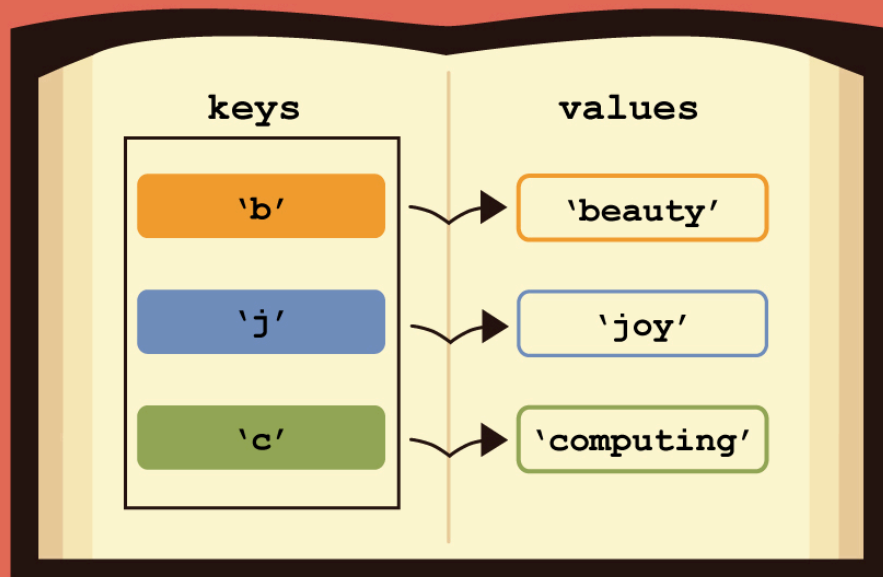 keys values
‘b’ ‘beauty’
‘j’ ‘joy’
‘c’ ‘computing’